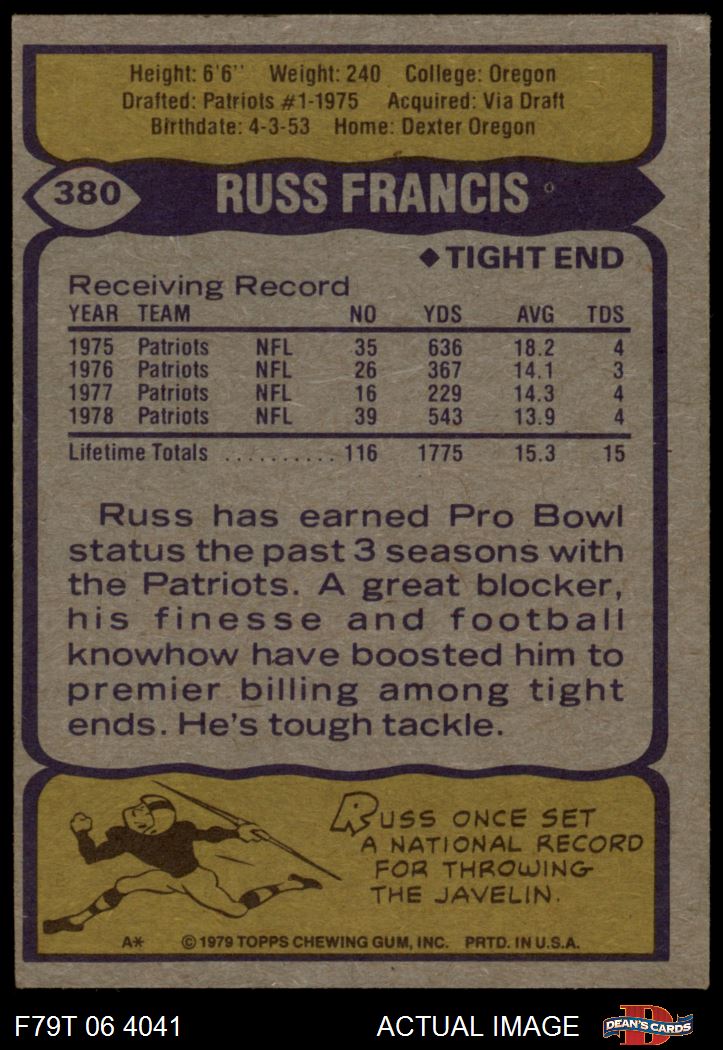 Height: 6'6" Weight: 240 College: Oregon
Drafted: Patriots #1-1975 Acquired: Via Draft
Birthdate: 4-3-53 Home: Dexter Oregon
380 RUSS FRANCIS
◆ TIGHT END
Receiving Record
YEAR TEAM NO YDS AVG TDS
1975 Patriots NFL 35 636 18.2 4
1976 Patriots NFL 26 367 14.1 3
1977 Patriots NFL 16 229 14.3 4
1978 Patriots NFL 39 543 13.9 4
Lifetime Totals .......... 116 1775 15.3 15
Russ has earned Pro Bowl
status the past 3 seasons with
the Patriots. A great blocker,
his finesse and football
knowhow have boosted him to
premier billing among tight
ends. He's tough tackle.
RUSS ONCE SET
A NATIONAL RECORD
FOR THROWING
THE JAVELIN.
A* © 1979 TOPPS CHEWING GUM, INC. PRTD. IN U.S.A.
F79T 06 4041 ACTUAL IMAGE D DEAN'S CARDS